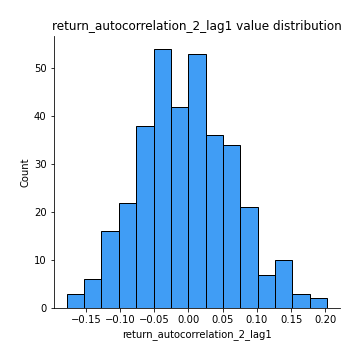 return_autocorrelation_2_lag1 value distribution
50
40
30
20
10
0
Count
−0.15 −0.10 −0.05 0.00 0.05 0.10 0.15 0.20
return_autocorrelation_2_lag1